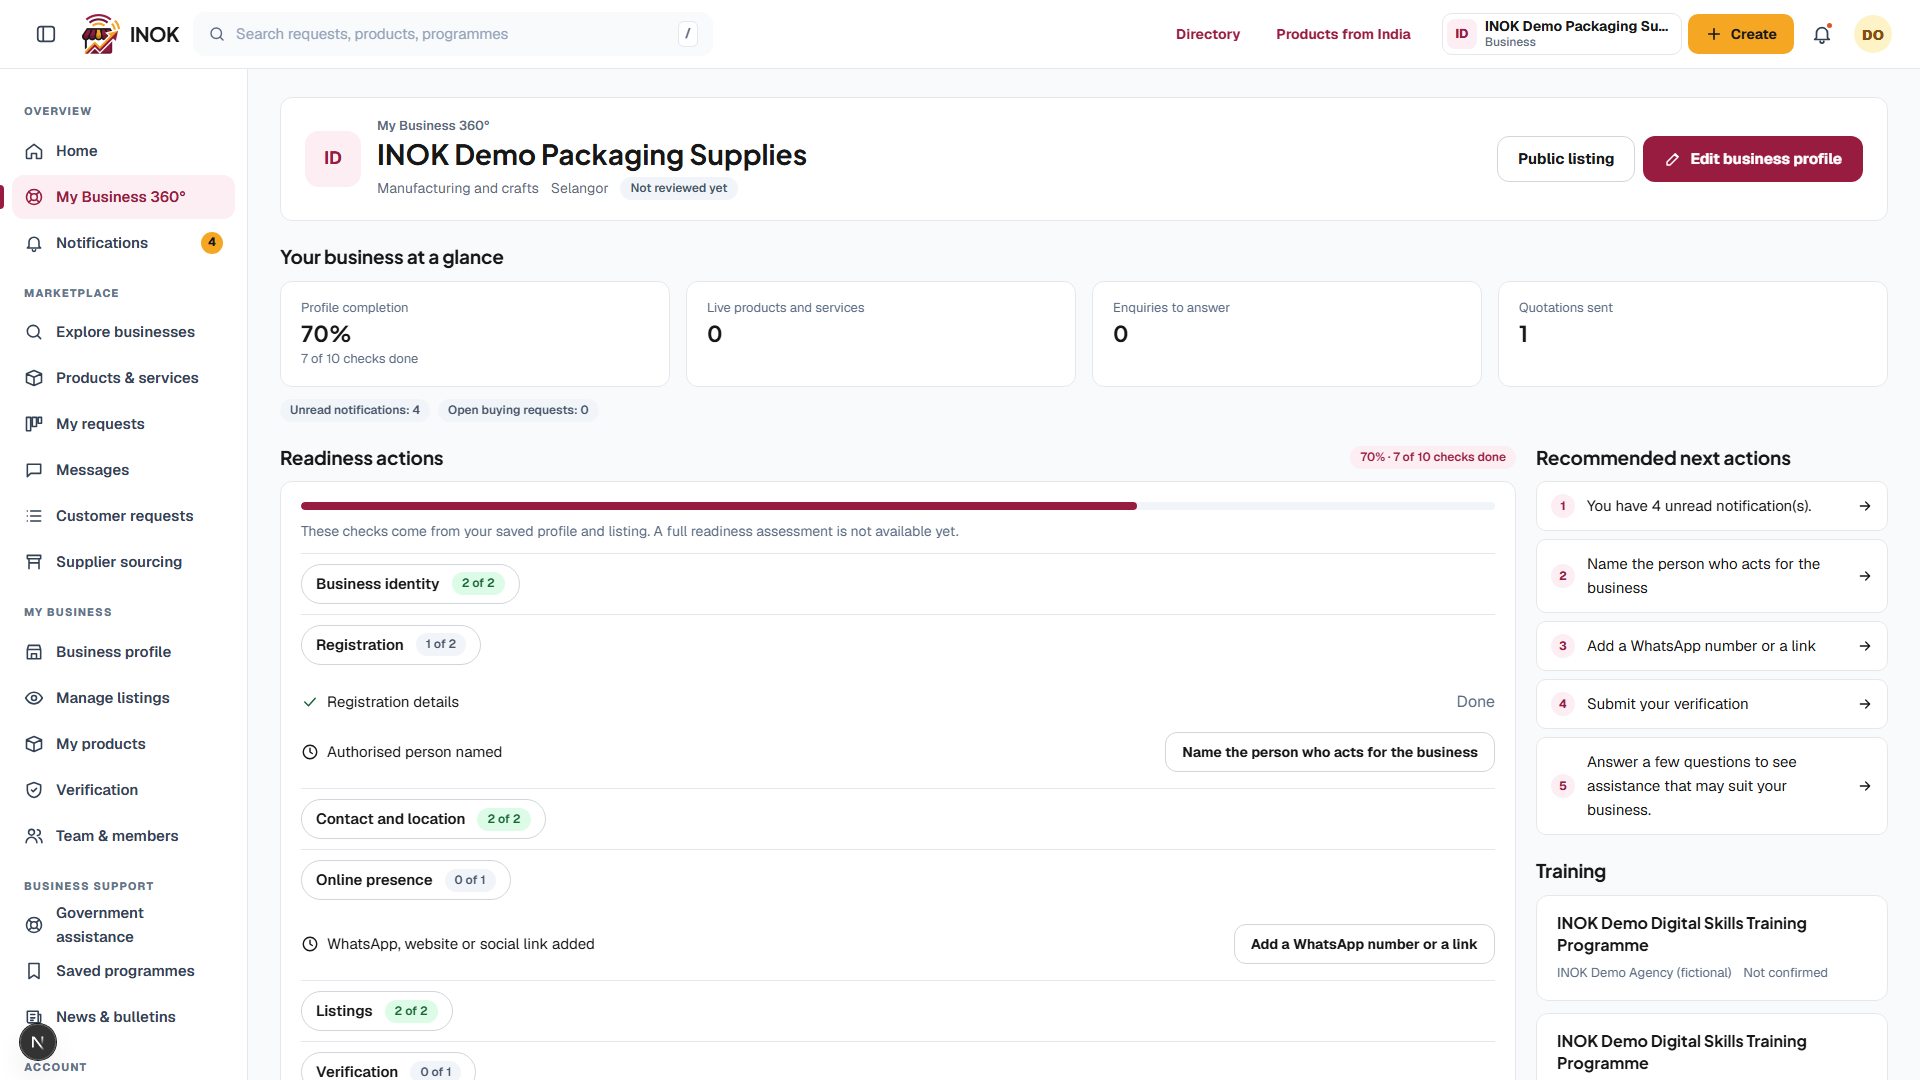 INOK
Search requests, products, programmes
/
Directory
Products from India
ID
INOK Demo Packaging Su...
Business
Create
DO
OVERVIEW
Home
My Business 360°
Notifications
4
MARKETPLACE
Explore businesses
Products & services
My requests
Messages
Customer requests
Supplier sourcing
MY BUSINESS
Business profile
Manage listings
My products
Verification
Team & members
BUSINESS SUPPORT
Government
assistance
Saved programmes
News & bulletins
N
ACCOUNT
ID
My Business 360°
INOK Demo Packaging Supplies
Manufacturing and crafts Selangor Not reviewed yet
Public listing
Edit business profile
Your business at a glance
Profile completion
70%
7 of 10 checks done
Live products and services
0
Enquiries to answer
0
Quotations sent
1
Unread notifications: 4
Open buying requests: 0
Readiness actions
70% · 7 of 10 checks done
These checks come from your saved profile and listing. A full readiness assessment is not available yet.
Business identity 2 of 2
Registration 1 of 2
Registration details
Done
Authorised person named
Name the person who acts for the business
Contact and location 2 of 2
Online presence 0 of 1
WhatsApp, website or social link added
Add a WhatsApp number or a link
Listings 2 of 2
Verification 0 of 1
Recommended next actions
1 You have 4 unread notification(s).
2 Name the person who acts for the
business
3 Add a WhatsApp number or a link
4 Submit your verification
5 Answer a few questions to see
assistance that may suit your
business.
Training
INOK Demo Digital Skills Training
Programme
INOK Demo Agency (fictional) Not confirmed
INOK Demo Digital Skills Training
Programme